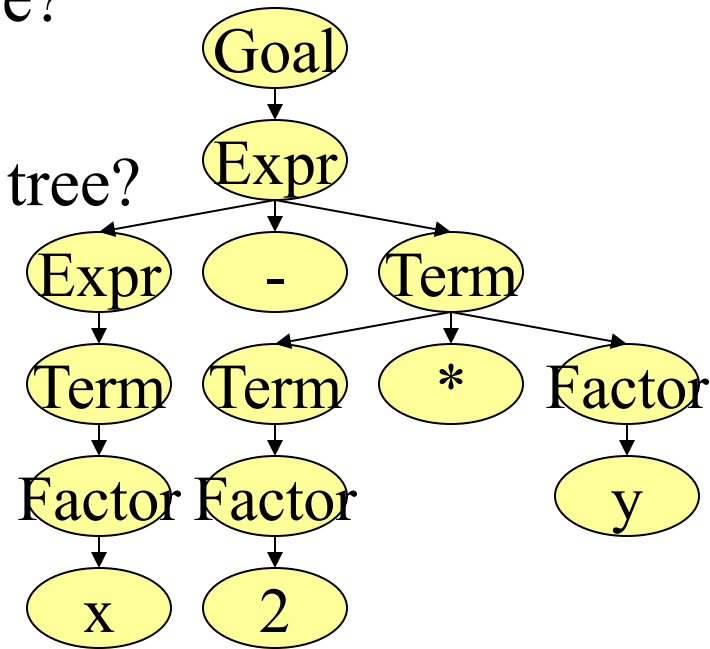 e?
Goal
Expr
tree?
Expr - Term
Term Term * Factor
Factor Factor y
x 2